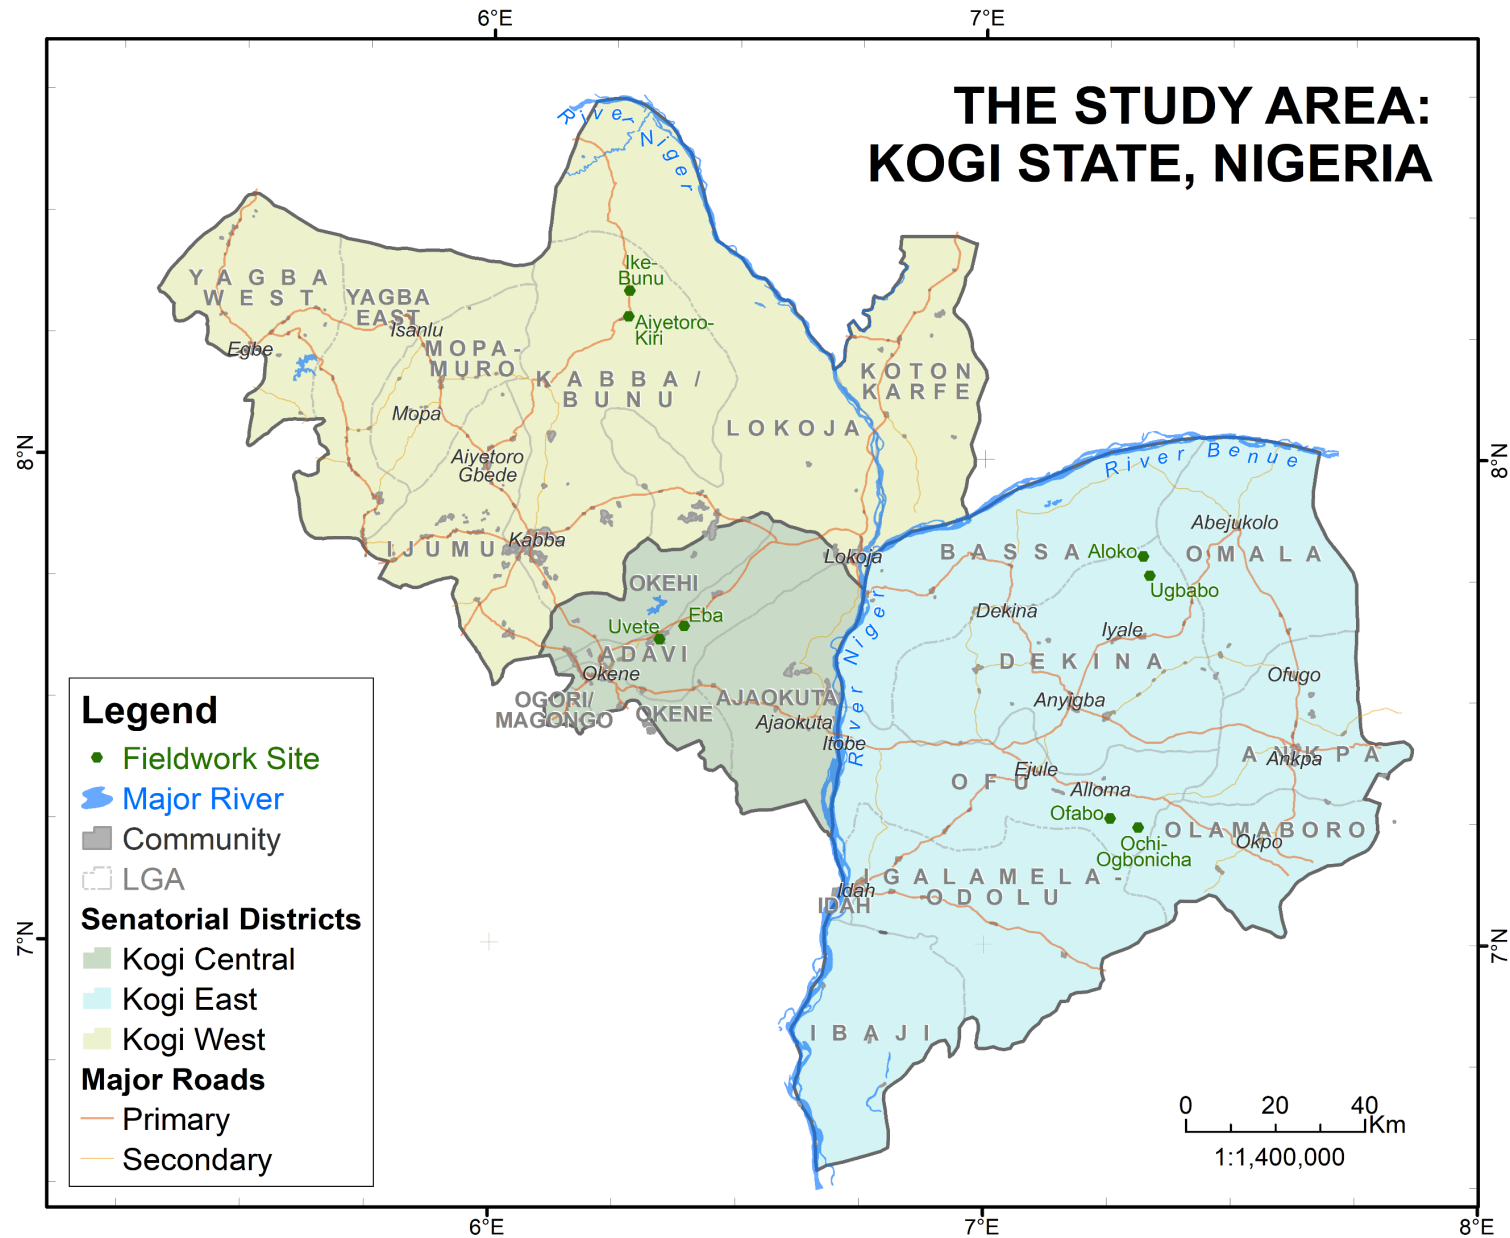 6°E
7°E
THE STUDY AREA:
KOGI STATE, NIGERIA
River
Niger
Ike-
Bunu
YAGBA
WEST
YAGBA
EAST
Isanlu
Aiyetoro-
Kiri
Egbe
MOPA-
MURO
KABBA/
BUNU
KOTON
KARFE
Mopa
LOKOJA
8°N
8°N
Aiyetoro
Gbede
River Benue
Abejukolo
IJUMU
Kabba
Lokoja
BASSA
Aloko
OMALA
OKEHI
Ugbabo
Uvete
Eba
Dekina
Iyale
River Niger
ADAVI
Okene
DEKINA
Ofugo
OGORI/
MAGONGO
OKENE
AJAOKUTA
Ajaokuta
Anyigba
Itobe
ANKPA
Ankpa
Ejule
OFU
Alloma
Ofabo
OLAMABORO
Okpo
Ochi-
Ogbonicha
IGALAMELA-
ODOLU
Idah
IDAH
7°N
7°N
IBAJI
Legend
Fieldwork Site
Major River
Community
LGA
Senatorial Districts
Kogi Central
Kogi East
Kogi West
Major Roads
Primary
Secondary
0 20 40
Km
1:1,400,000
6°E
7°E
8°E